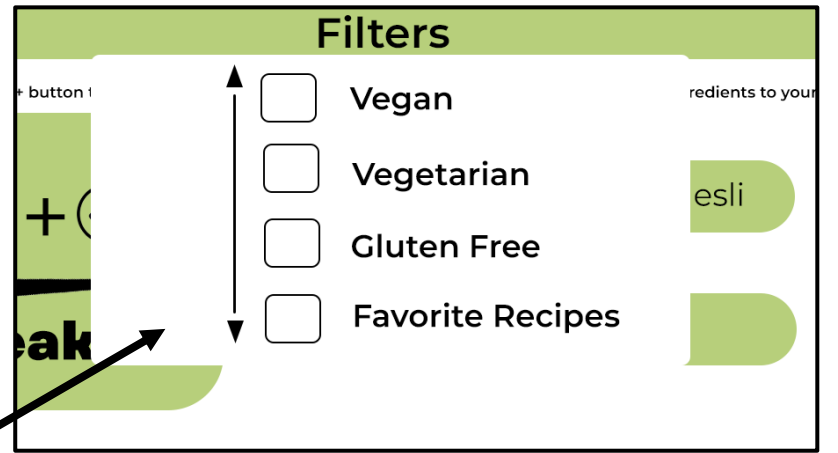 Filters
+ button
Vegan
redients to your
Vegetarian
+
esli
Gluten Free
Favorite Recipes
eak